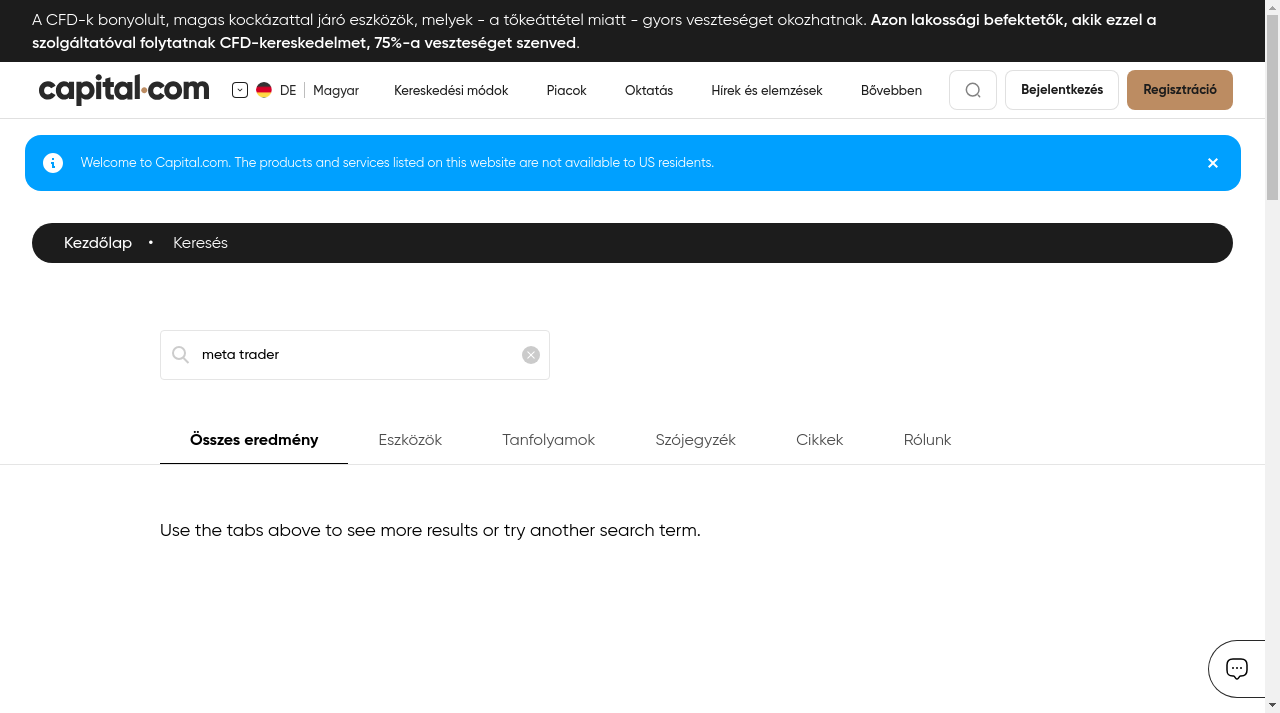 A CFD-k bonyolult, magas kockázattal járó eszközök, melyek - a tőkeáttétel miatt - gyors veszteséget okozhatnak. Azon lakossági befektetők, akik ezzel a
szolgáltatóval folytatnak CFD-kereskedelmet, 75%-a veszteséget szenved.
capital.com DE Magyar Kereskedési módok Piacok Oktatás Hírek és elemzések Bővebben Bejelentkezés Regisztráció
Welcome to Capital.com. The products and services listed on this website are not available to US residents.
Kezdőlap • Keresés
meta trader
Összes eredmény Eszközök Tanfolyamok Szójegyzék Cikkek Rólunk
Use the tabs above to see more results or try another search term.